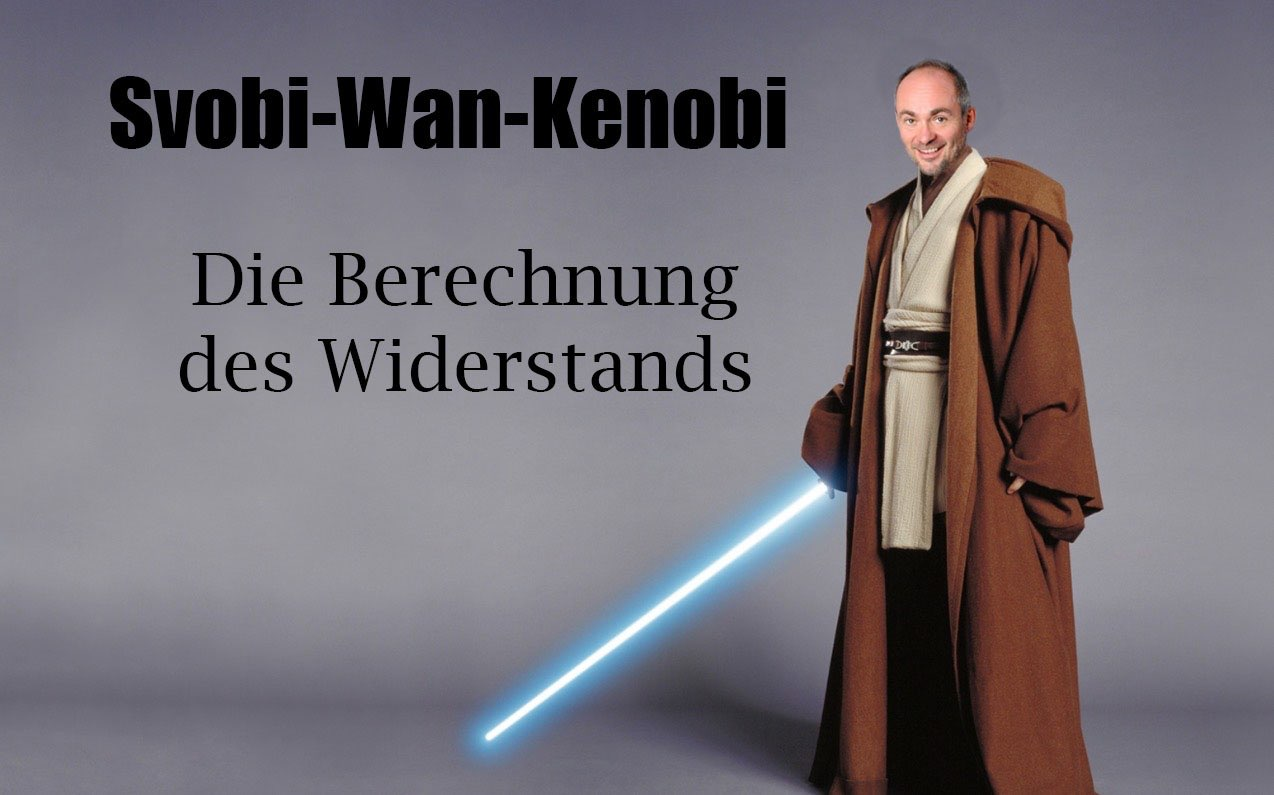 Svobi-Wan-Kenobi
Die Berechnung
des Widerstands